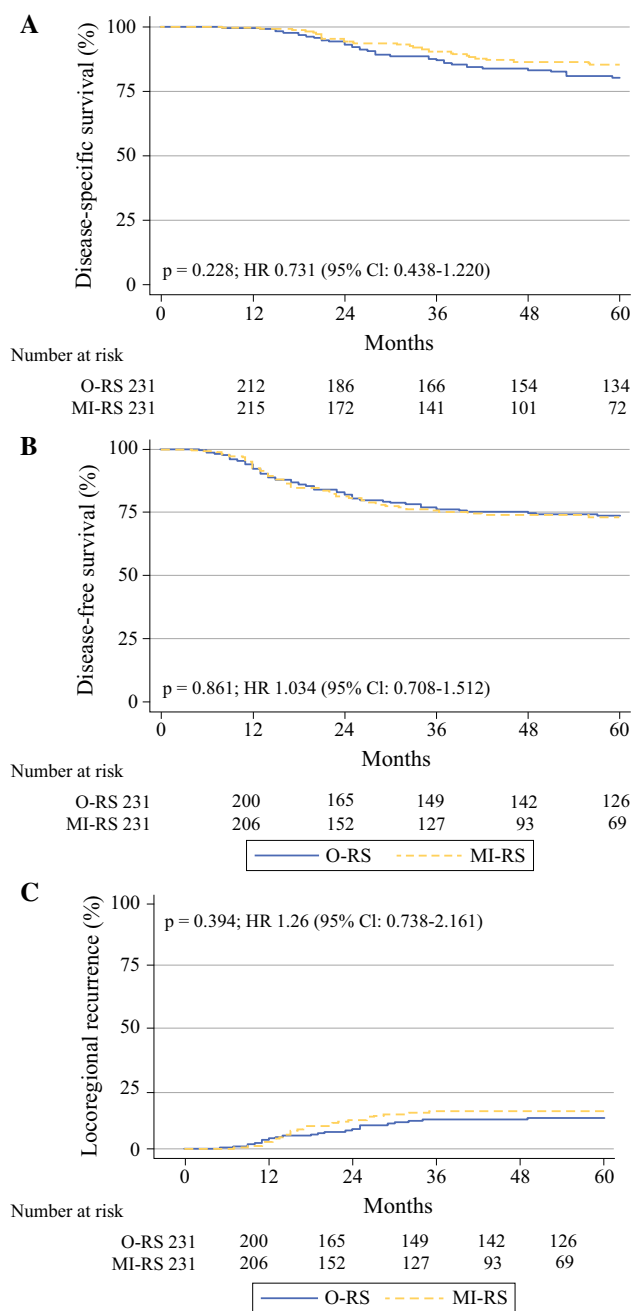 A
Disease-specific survival (%)
100
75
50
25
0
p = 0.228; HR 0.731 (95% Cl: 0.438-1.220)
0 12 24 36 48 60
Months
Number at risk
O-RS 231 212 186 166 154 134
MI-RS 231 215 172 141 101 72
B
Disease-free survival (%)
100
75
50
25
0
p = 0.861; HR 1.034 (95% Cl: 0.708-1.512)
0 12 24 36 48 60
Months
Number at risk
O-RS 231 200 165 149 142 126
MI-RS 231 206 152 127 93 69
O-RS MI-RS
C
Locoregional recurrence (%)
100
75
50
25
0
p = 0.394; HR 1.26 (95% Cl: 0.738-2.161)
0 12 24 36 48 60
Months
Number at risk
O-RS 231 200 165 149 142 126
MI-RS 231 206 152 127 93 69
O-RS MI-RS